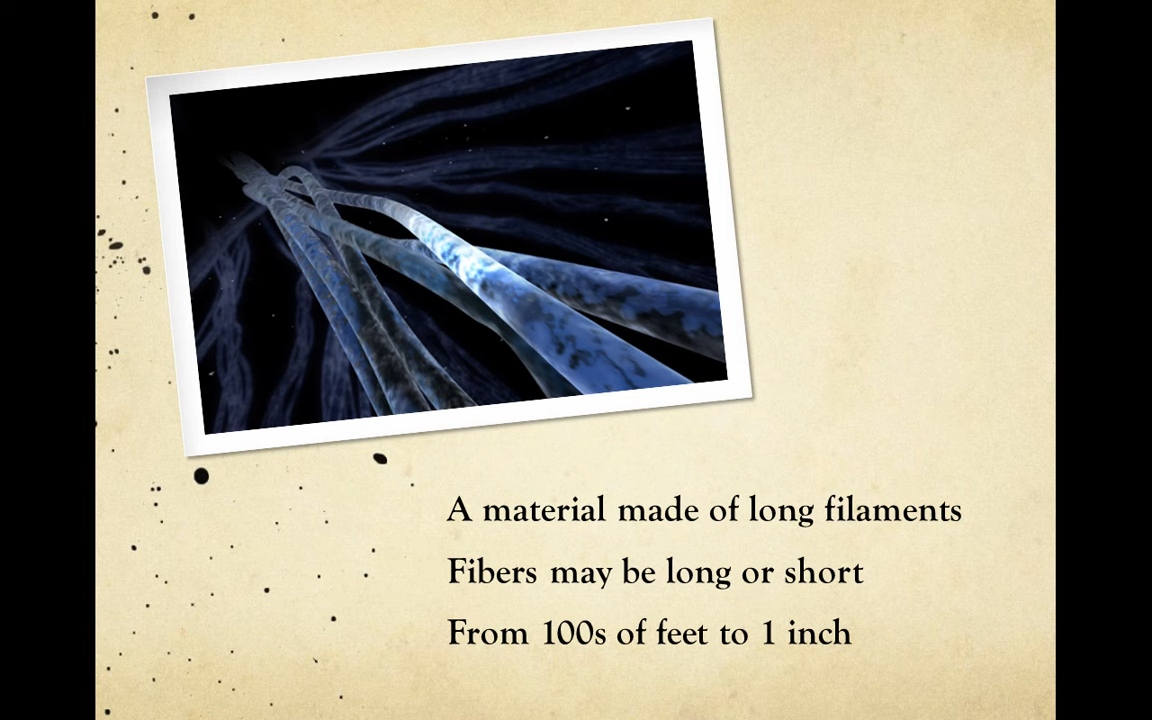 A material made of long filaments
Fibers may be long or short
From 100s of feet to 1 inch